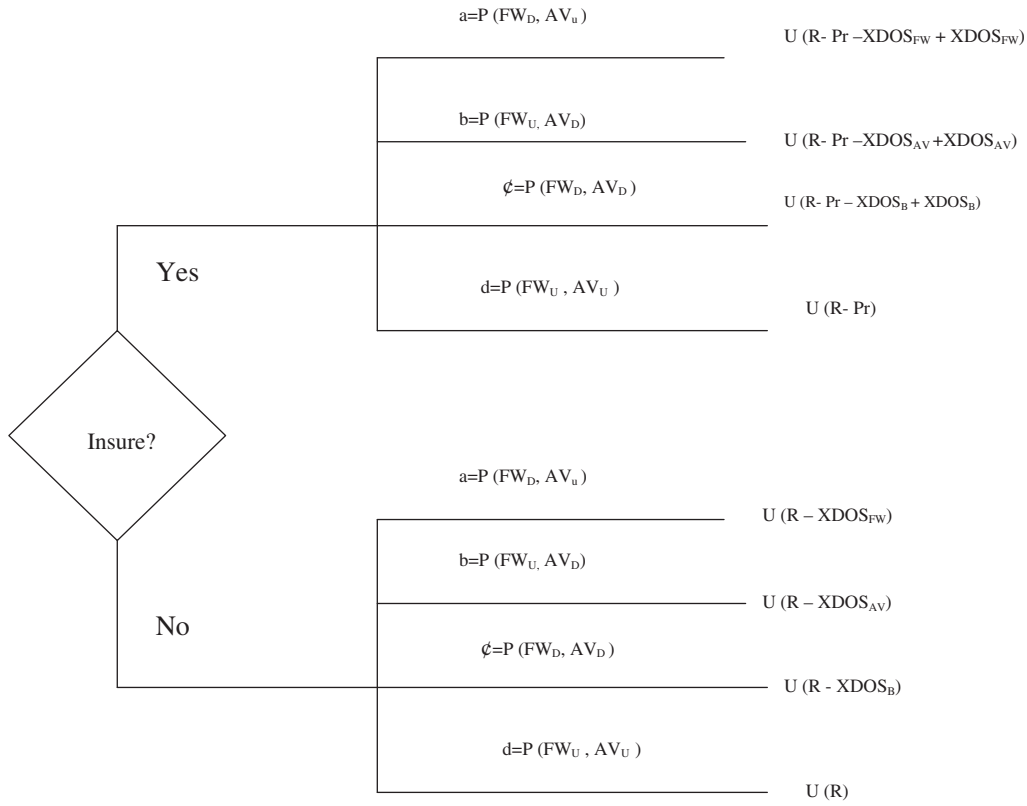 a=P (FW_D, AV_u)
U (R- Pr –XDOS_FW + XDOS_FW)
b=P (FW_U, AV_D)
U (R- Pr –XDOS_AV +XDOS_AV)
¢=P (FW_D, AV_D )
U (R- Pr – XDOS_B + XDOS_B)
Yes
d=P (FW_U , AV_U )
U (R- Pr)
Insure?
a=P (FW_D, AV_u)
U (R – XDOS_FW)
b=P (FW_U, AV_D)
U (R – XDOS_AV)
No
¢=P (FW_D, AV_D )
U (R - XDOS_B)
d=P (FW_U , AV_U )
U (R)